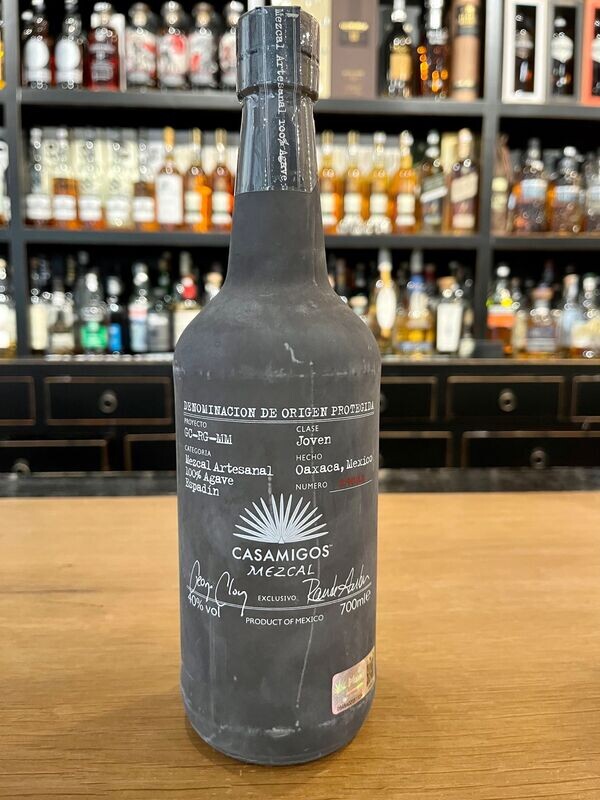 Mezcal Artesanal 100% Agave
DENOMINACION DE ORIGEN PROTEGIDA
PROYECTO
GC-RG-MM
CATEGORIA
Mezcal Artesanal
100% Agave
Espadin
CLASE
Joven
HECHO
Oaxaca, Mexico
NUMERO
CASAMIGOS™
MEZCAL
EXCLUSIVO
40% vol
700ml e
PRODUCT OF MEXICO